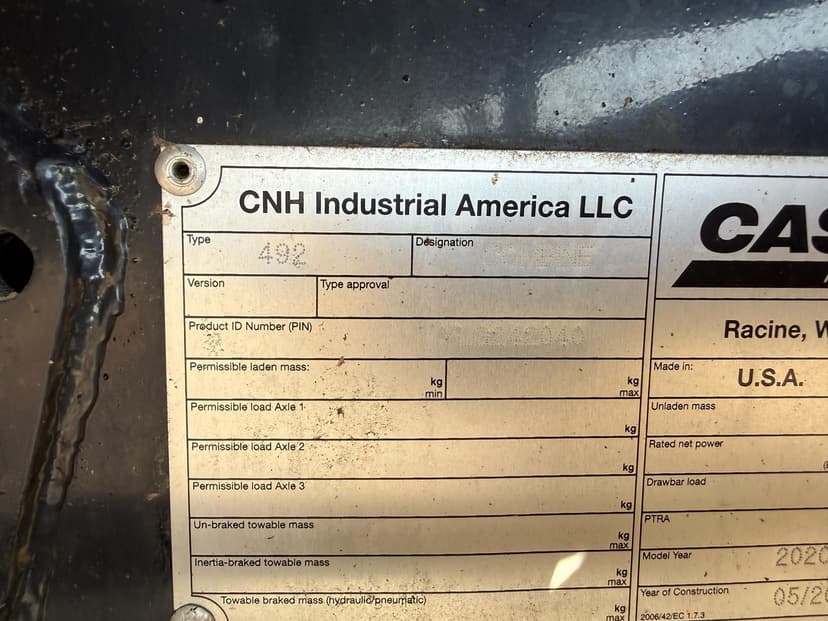 CNH Industrial America LLC
CAS
Type 492 Designation
Version Type approval
Racine, W
Product ID Number (PIN)
Made in: U.S.A.
Permissible laden mass: kg min kg max
Unladen mass
Permissible load Axle 1 kg
Rated net power
Permissible load Axle 2 kg
Drawbar load
Permissible load Axle 3 kg
PTRA
Un-braked towable mass kg max
Model Year 2020
Inertia-braked towable mass kg max
Year of Construction 05/20
Towable braked mass (hydraulic/pneumatic) kg max
2006/42/EC 1.7.3